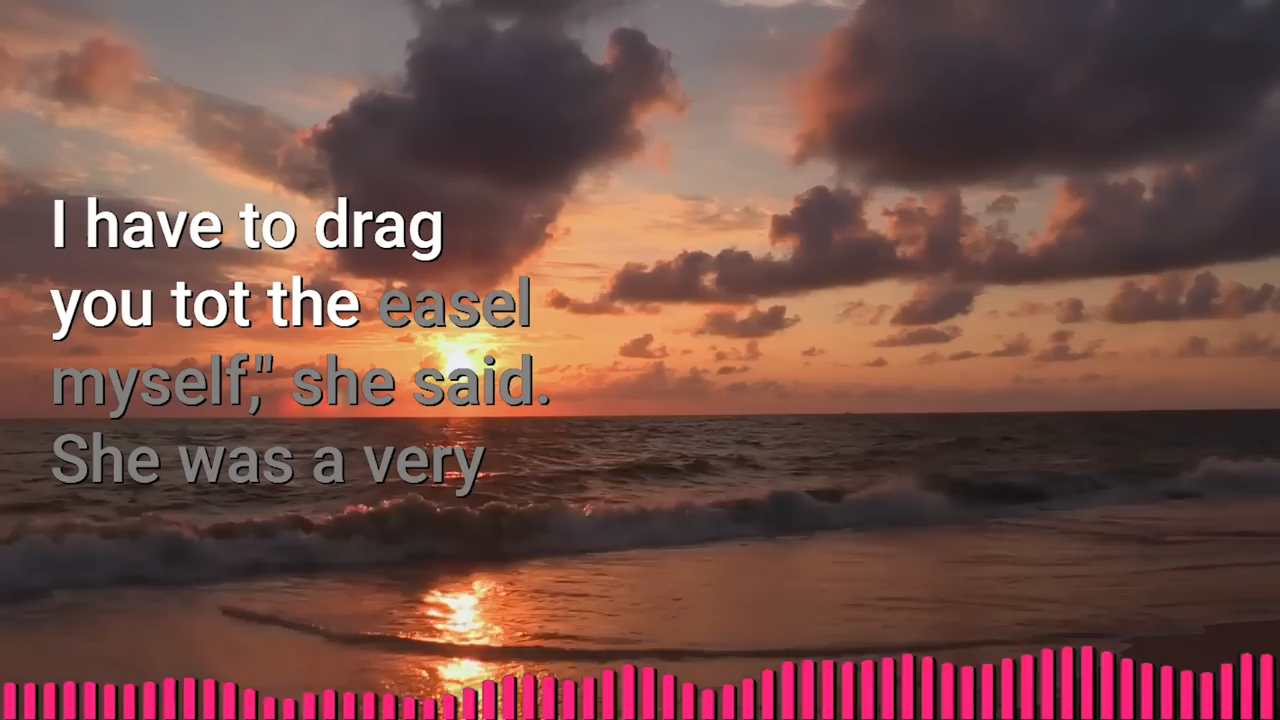 I have to drag
you tot the easel
myself," she said.
She was a very